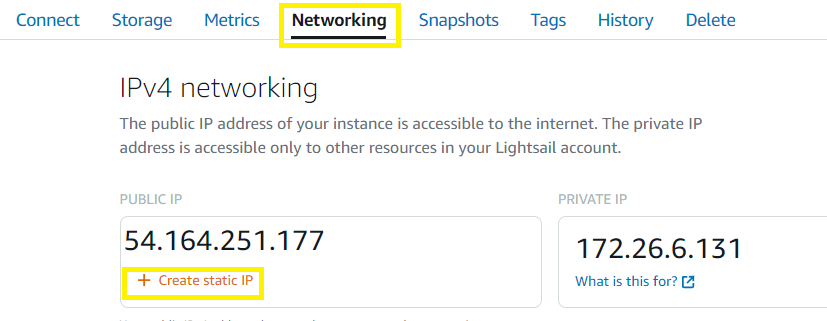 Connect Storage Metrics Networking Snapshots Tags History Delete
IPv4 networking
The public IP address of your instance is accessible to the internet. The private IP
address is accessible only to other resources in your Lightsail account.
PUBLIC IP PRIVATE IP
54.164.251.177 172.26.6.131
+ Create static IP What is this for?